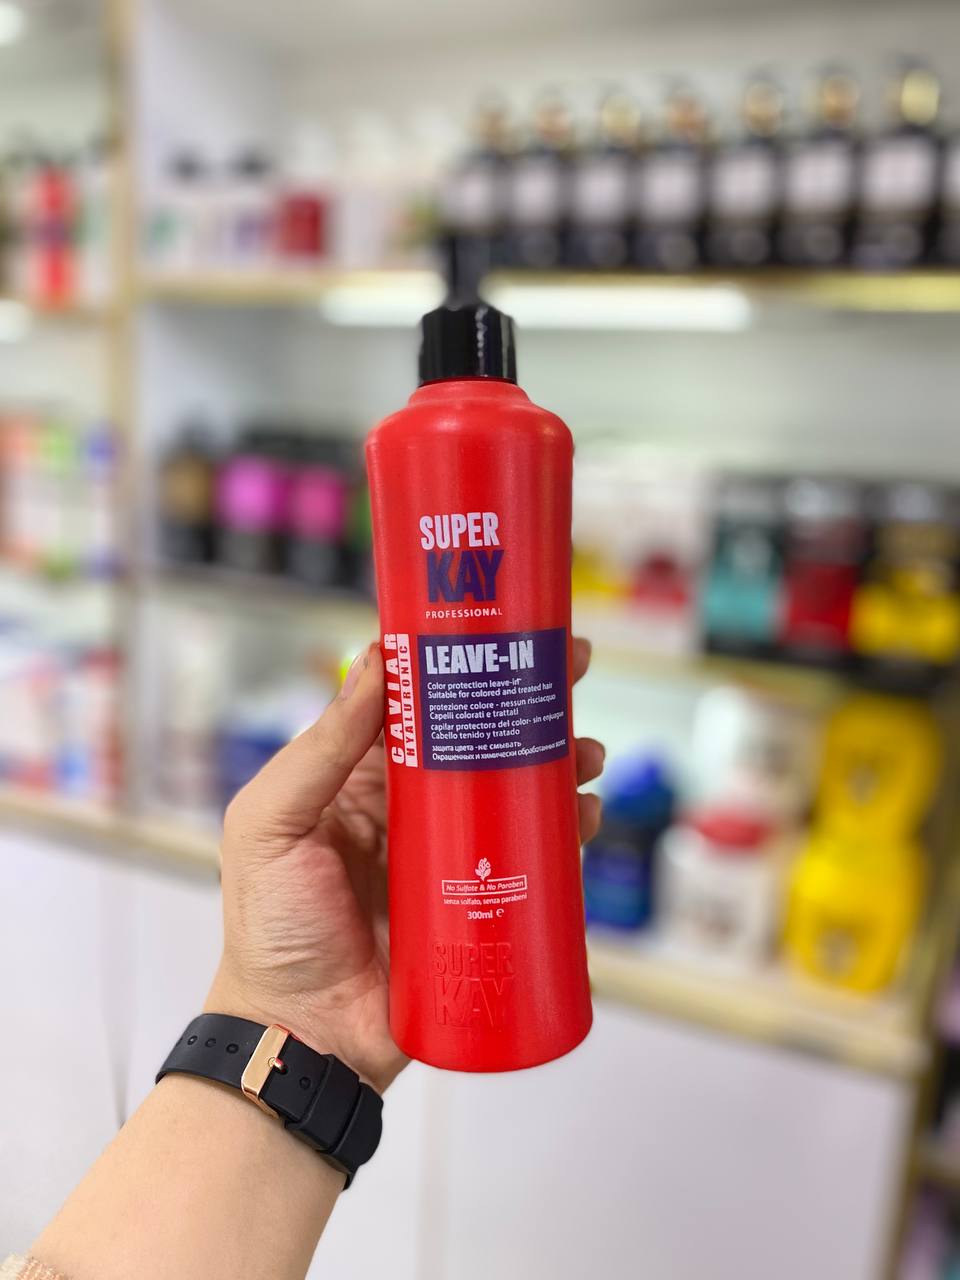 SUPER
KAY
PROFESSIONAL
CAVIAR
HYALURONIC
LEAVE-IN
Color protection leave-in
Suitable for colored and treated hair
protezione colore - nessun risciacquo
Capelli colorati e trattati
capilar protectora del color- sin enjuague
Cabello tenido y tratado
защита цвета -не смывать
Окрашенных и химически обработанных волос
No Sulfate & No Paraben
senza solfato, senza parabeni
300ml ℮
SUPER
KAY